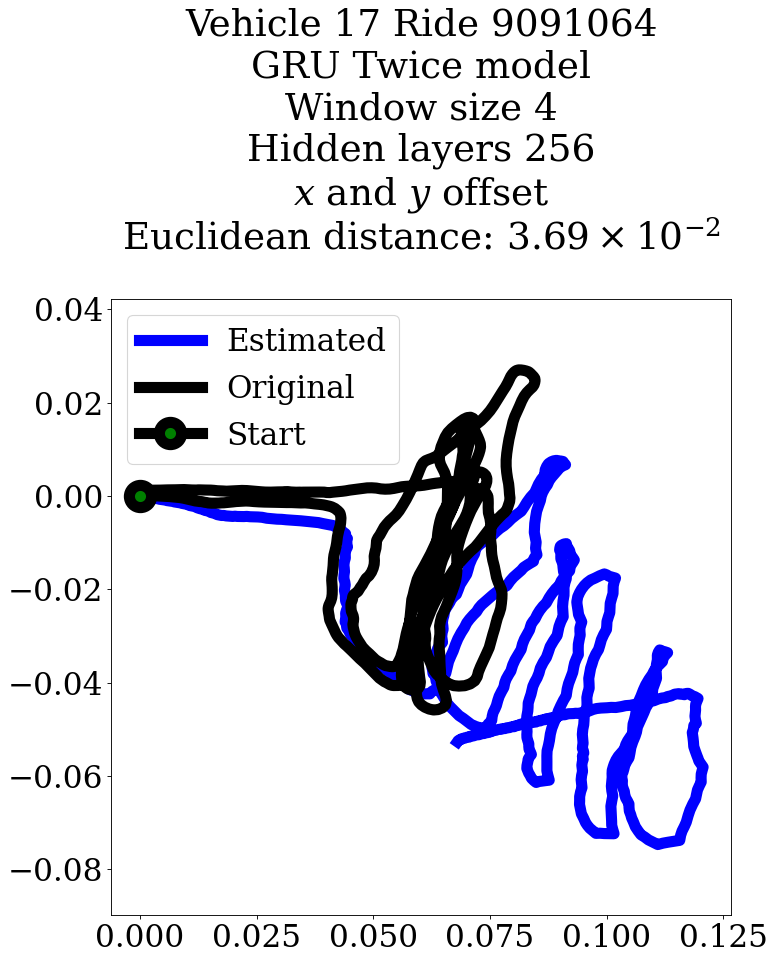 Vehicle 17 Ride 9091064
GRU Twice model
Window size 4
Hidden layers 256
x and y offset
Euclidean distance: 3.69 × 10⁻²
Estimated
Original
Start
0.04
0.02
0.00
−0.02
−0.04
−0.06
−0.08
0.000 0.025 0.050 0.075 0.100 0.125